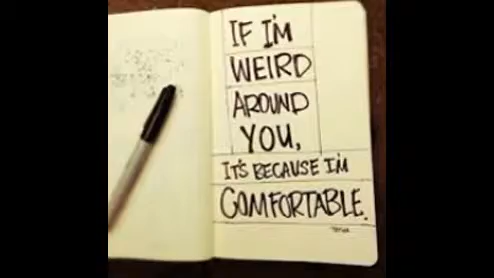 IF I'M
WEIRD
AROUND
YOU,
IT'S BECAUSE I'M
COMFORTABLE.